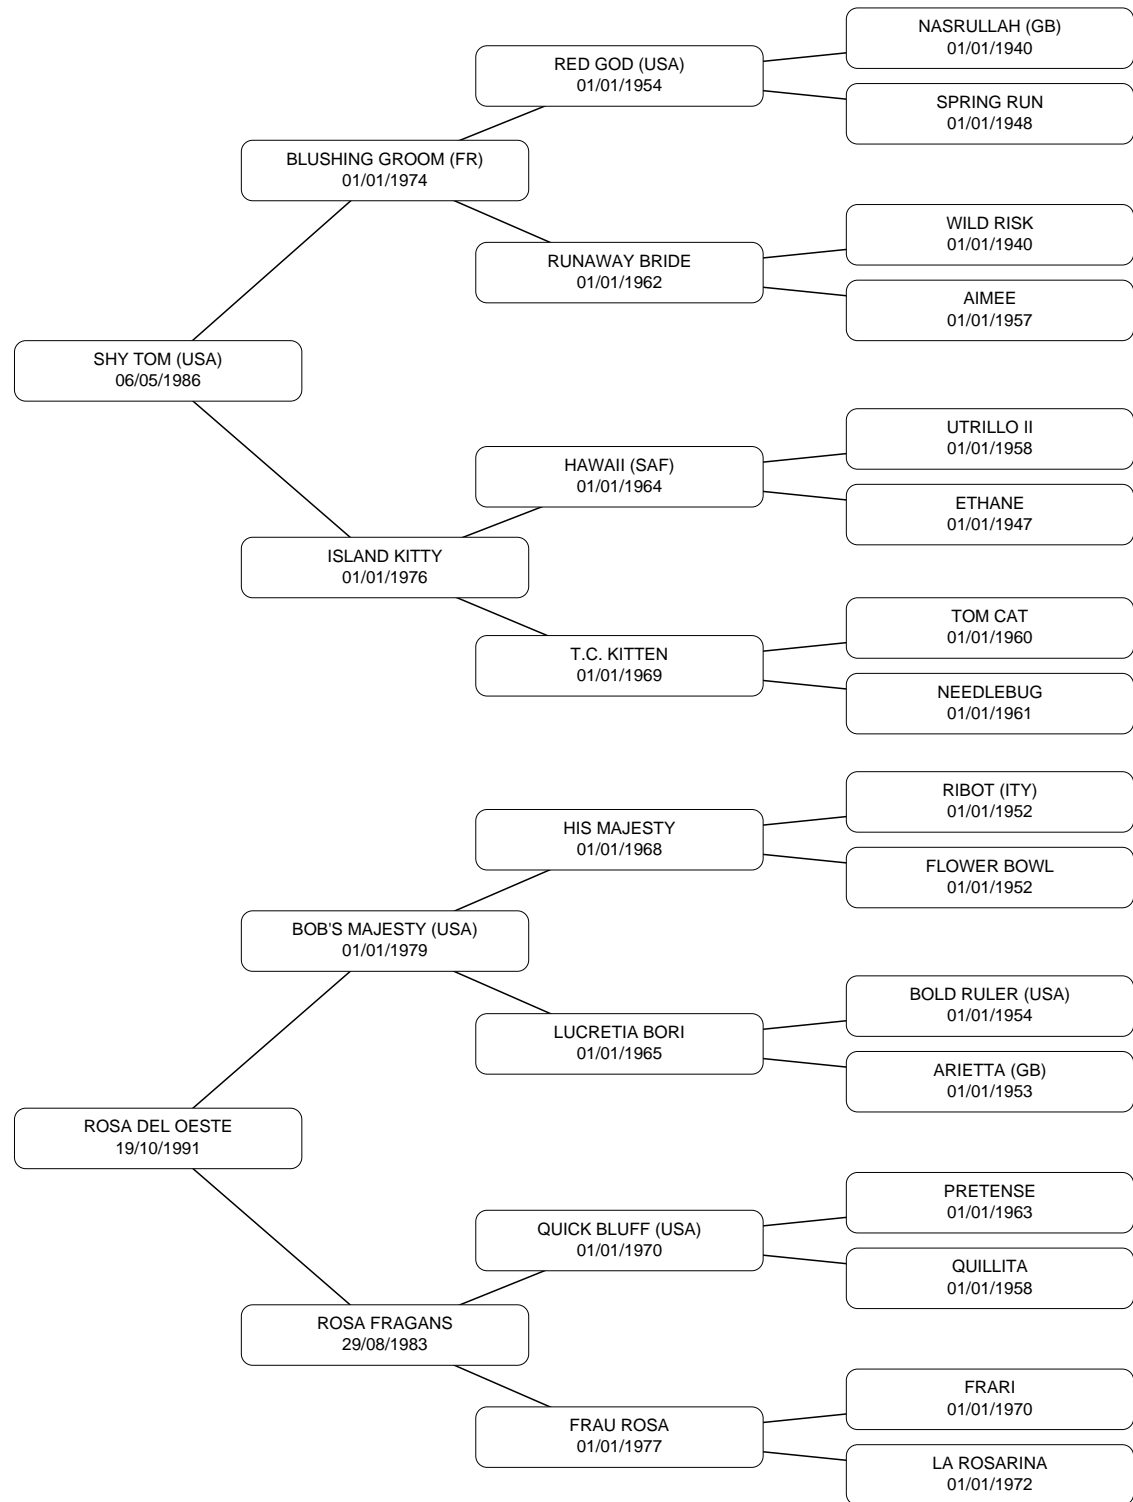 NASRULLAH (GB)
01/01/1940
RED GOD (USA)
01/01/1954
SPRING RUN
01/01/1948
BLUSHING GROOM (FR)
01/01/1974
WILD RISK
01/01/1940
RUNAWAY BRIDE
01/01/1962
AIMEE
01/01/1957
SHY TOM (USA)
06/05/1986
UTRILLO II
01/01/1958
HAWAII (SAF)
01/01/1964
ETHANE
01/01/1947
ISLAND KITTY
01/01/1976
TOM CAT
01/01/1960
T.C. KITTEN
01/01/1969
NEEDLEBUG
01/01/1961
RIBOT (ITY)
01/01/1952
HIS MAJESTY
01/01/1968
FLOWER BOWL
01/01/1952
BOB'S MAJESTY (USA)
01/01/1979
BOLD RULER (USA)
01/01/1954
LUCRETIA BORI
01/01/1965
ARIETTA (GB)
01/01/1953
ROSA DEL OESTE
19/10/1991
PRETENSE
01/01/1963
QUICK BLUFF (USA)
01/01/1970
QUILLITA
01/01/1958
ROSA FRAGANS
29/08/1983
FRARI
01/01/1970
FRAU ROSA
01/01/1977
LA ROSARINA
01/01/1972